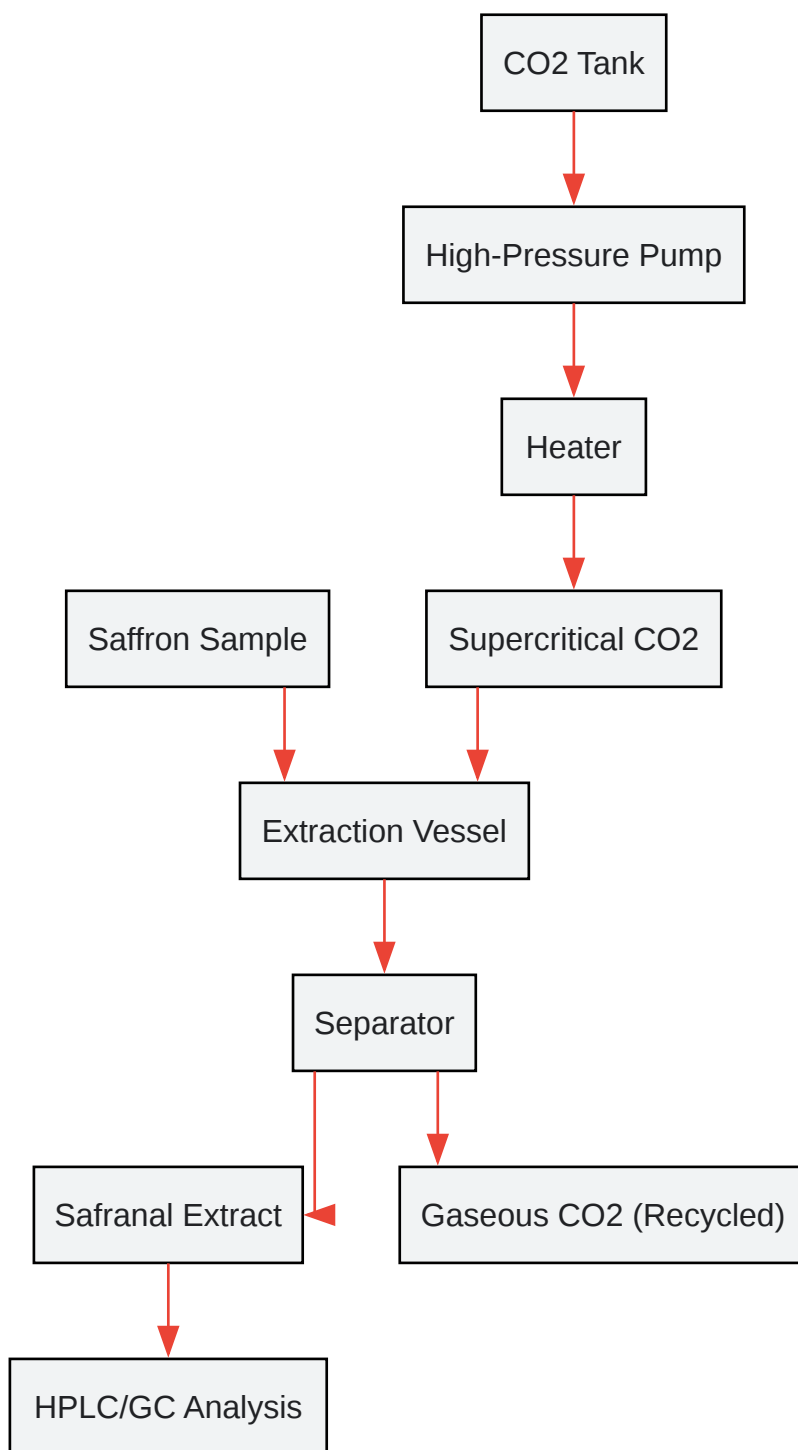 CO2 Tank
High-Pressure Pump
Heater
Saffron Sample
Supercritical CO2
Extraction Vessel
Separator
Safranal Extract
Gaseous CO2 (Recycled)
HPLC/GC Analysis